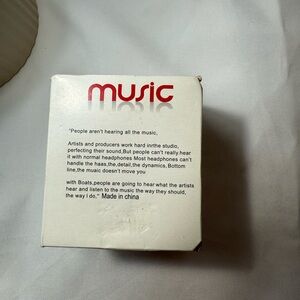 music
"People aren't hearing all the music,
Artists and producers work hard inrthe studio,
perfecting their sound,But people can't really hear
it with normal headphones Most headphones can't
handle the haas,the,detail,the dynamics,Bottom
line,the muaic doesn't move you
with Boats,people are going to hear what the artists
hear and listen to the music the way they should,
the way i do." Made in china